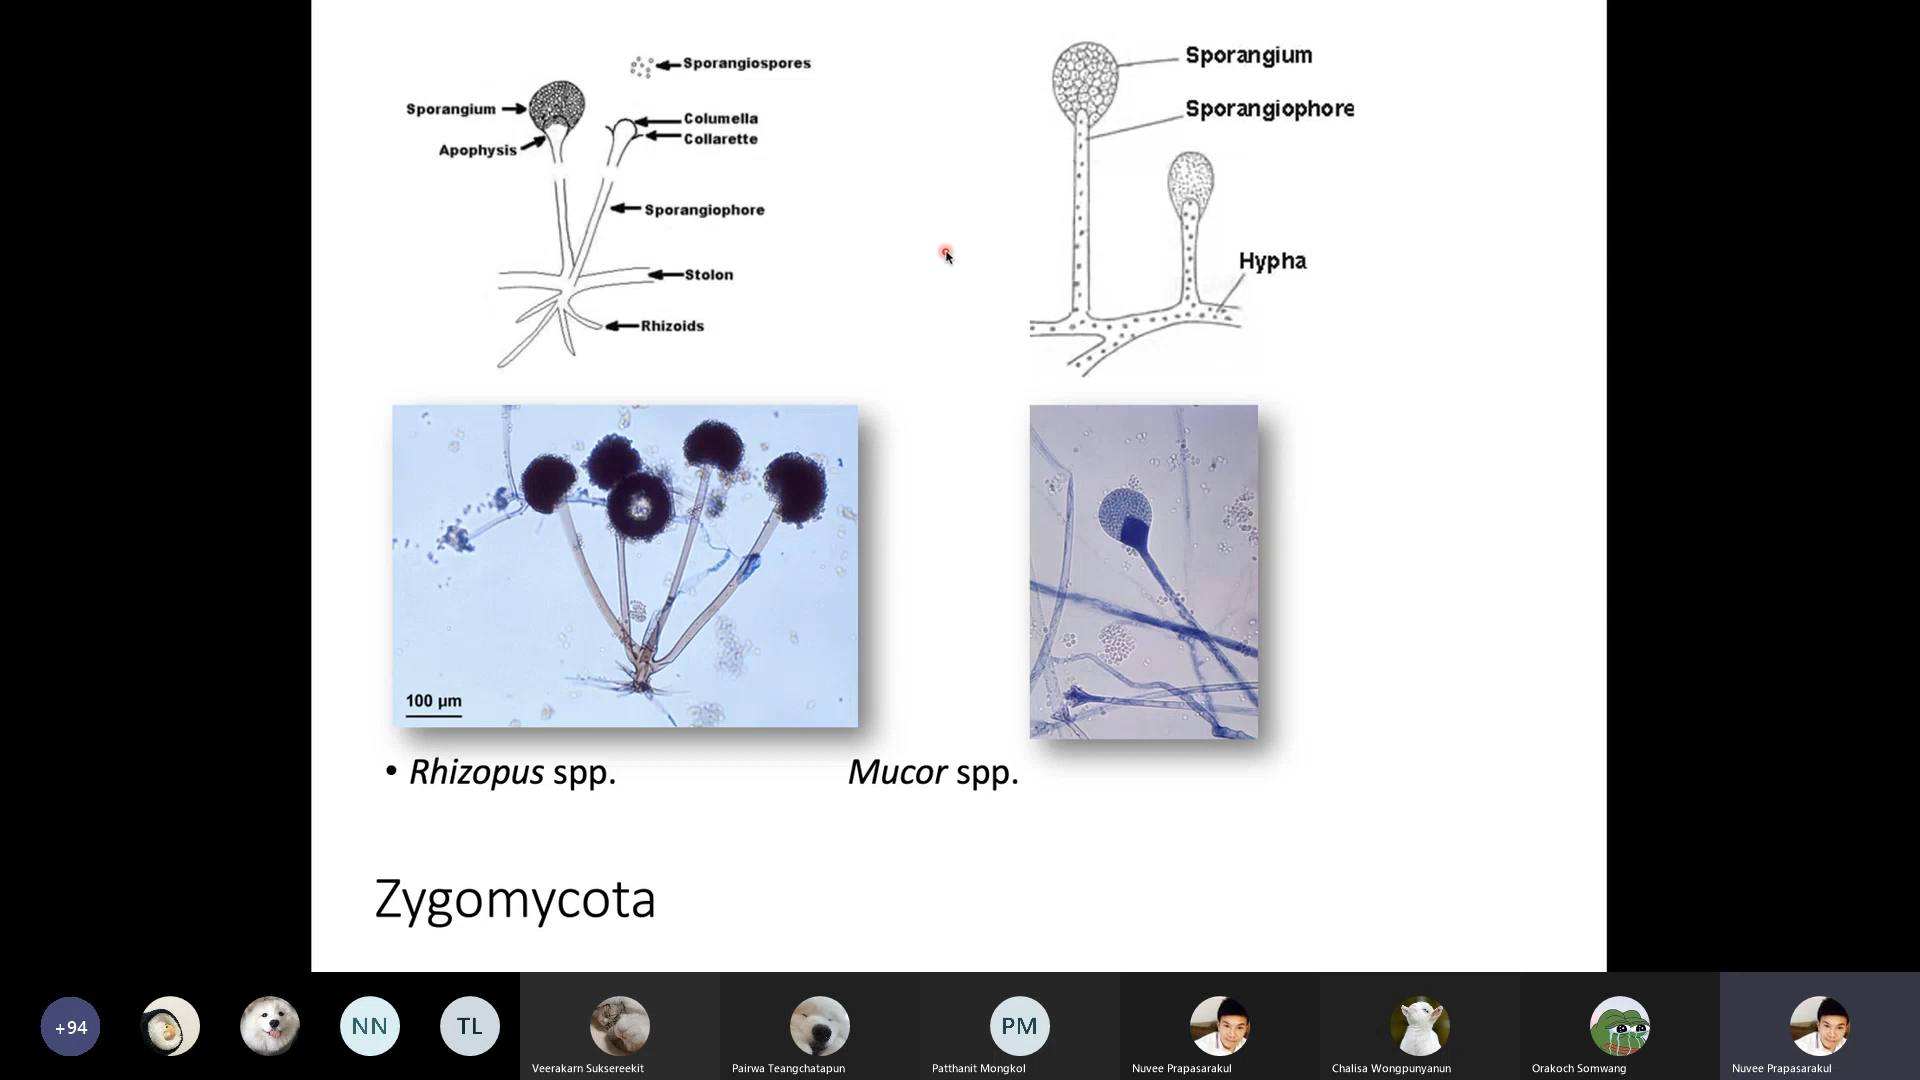 Sporangiospores
Sporangium
Columella
Collarette
Apophysis
Sporangiophore
Stolon
Rhizoids
Sporangium
Sporangiophore
Hypha
100 µm
• Rhizopus spp.
Mucor spp.
Zygomycota
+94
NN
TL
PM
Veerakarn Suksereekit
Pairwa Teangchatapun
Patthanit Mongkol
Nuvee Prapasarakul
Chalisa Wongpunyanun
Orakoch Somwang
Nuvee Prapasarakul